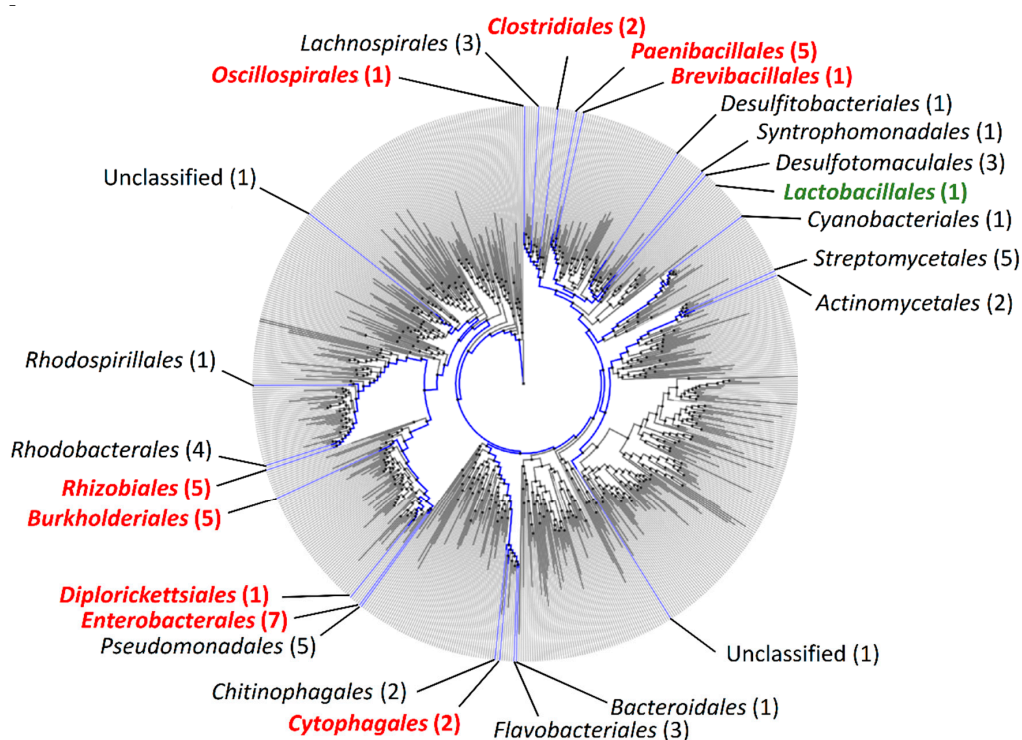 Clostridiales (2)
Lachnospirales (3)
Paenibacillales (5)
Oscillospirales (1)
Brevibacillales (1)
Desulfitobacteriales (1)
Syntrophomonadales (1)
Desulfotomaculales (3)
Unclassified (1)
Lactobacillales (1)
Cyanobacteriales (1)
Streptomycetales (5)
Actinomycetales (2)
Rhodospirillales (1)
Rhodobacterales (4)
Rhizobiales (5)
Burkholderiales (5)
Diplorickettsiales (1)
Enterobacterales (7)
Pseudomonadales (5)
Unclassified (1)
Chitinophagales (2)
Bacteroidales (1)
Cytophagales (2)
Flavobacteriales (3)